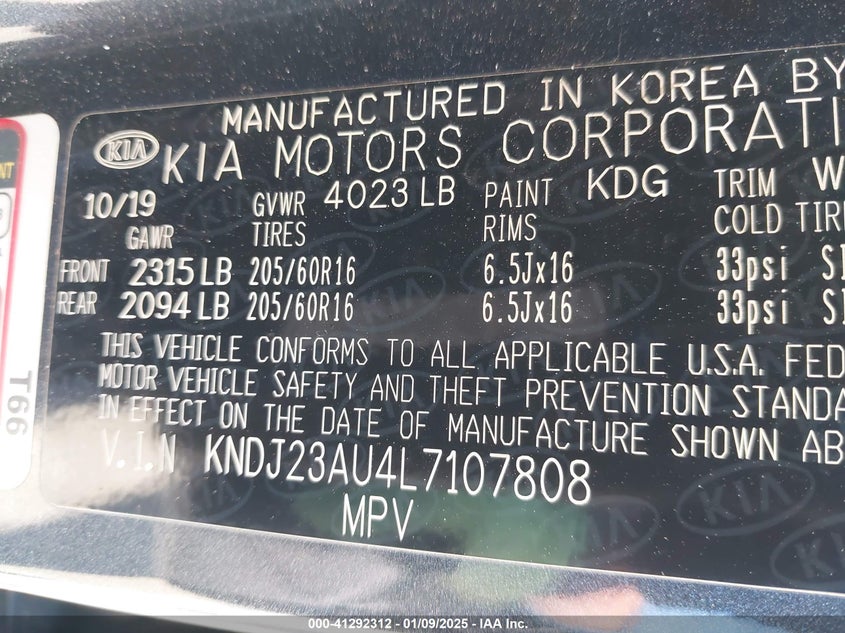 MANUFACTURED IN KOREA BY
KIA KIA MOTORS CORPORATI
10/19 GVWR 4023 LB PAINT KDG TRIM W
GAWR TIRES RIMS COLD TIR
FRONT 2315 LB 205/60R16 6.5Jx16 33psi
REAR 2094 LB 205/60R16 6.5Jx16 33psi
THIS VEHICLE CONFORMS TO ALL APPLICABLE U.S.A. FED
MOTOR VEHICLE SAFETY AND THEFT PREVENTION STANDA
IN EFFECT ON THE DATE OF MANUFACTURE SHOWN AB
V.I.N KNDJ23AU4L7107808
MPV
T66
000-41292312 - 01/09/2025 - IAA Inc.